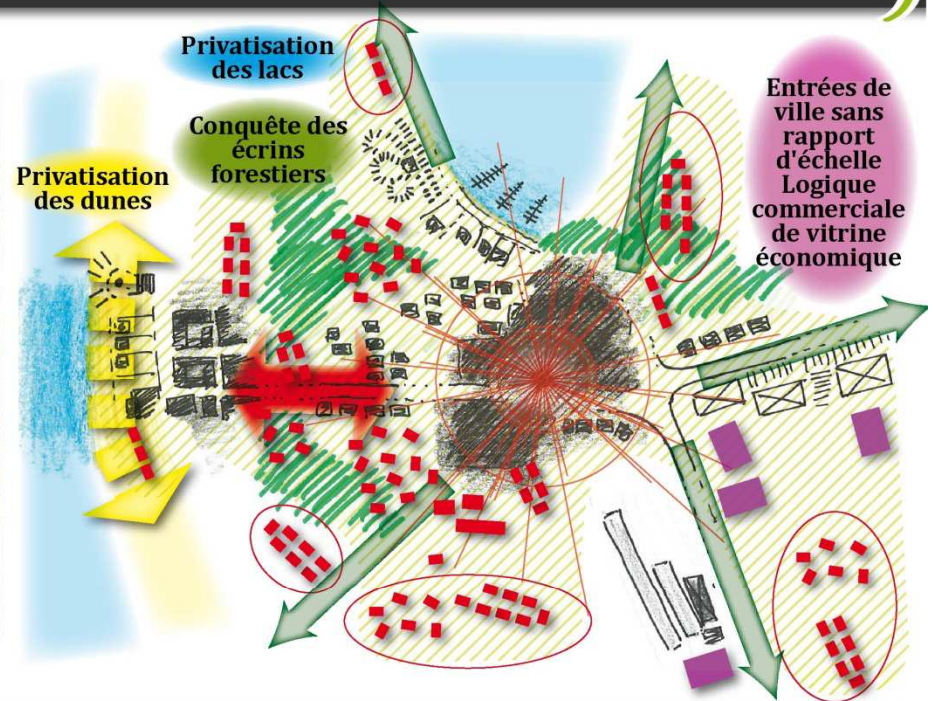 Privatisation
des lacs
Conquête des
écrins
forestiers
Privatisation
des dunes
Entrées de
ville sans
rapport
d'échelle
Logique
commerciale
de vitrine
économique